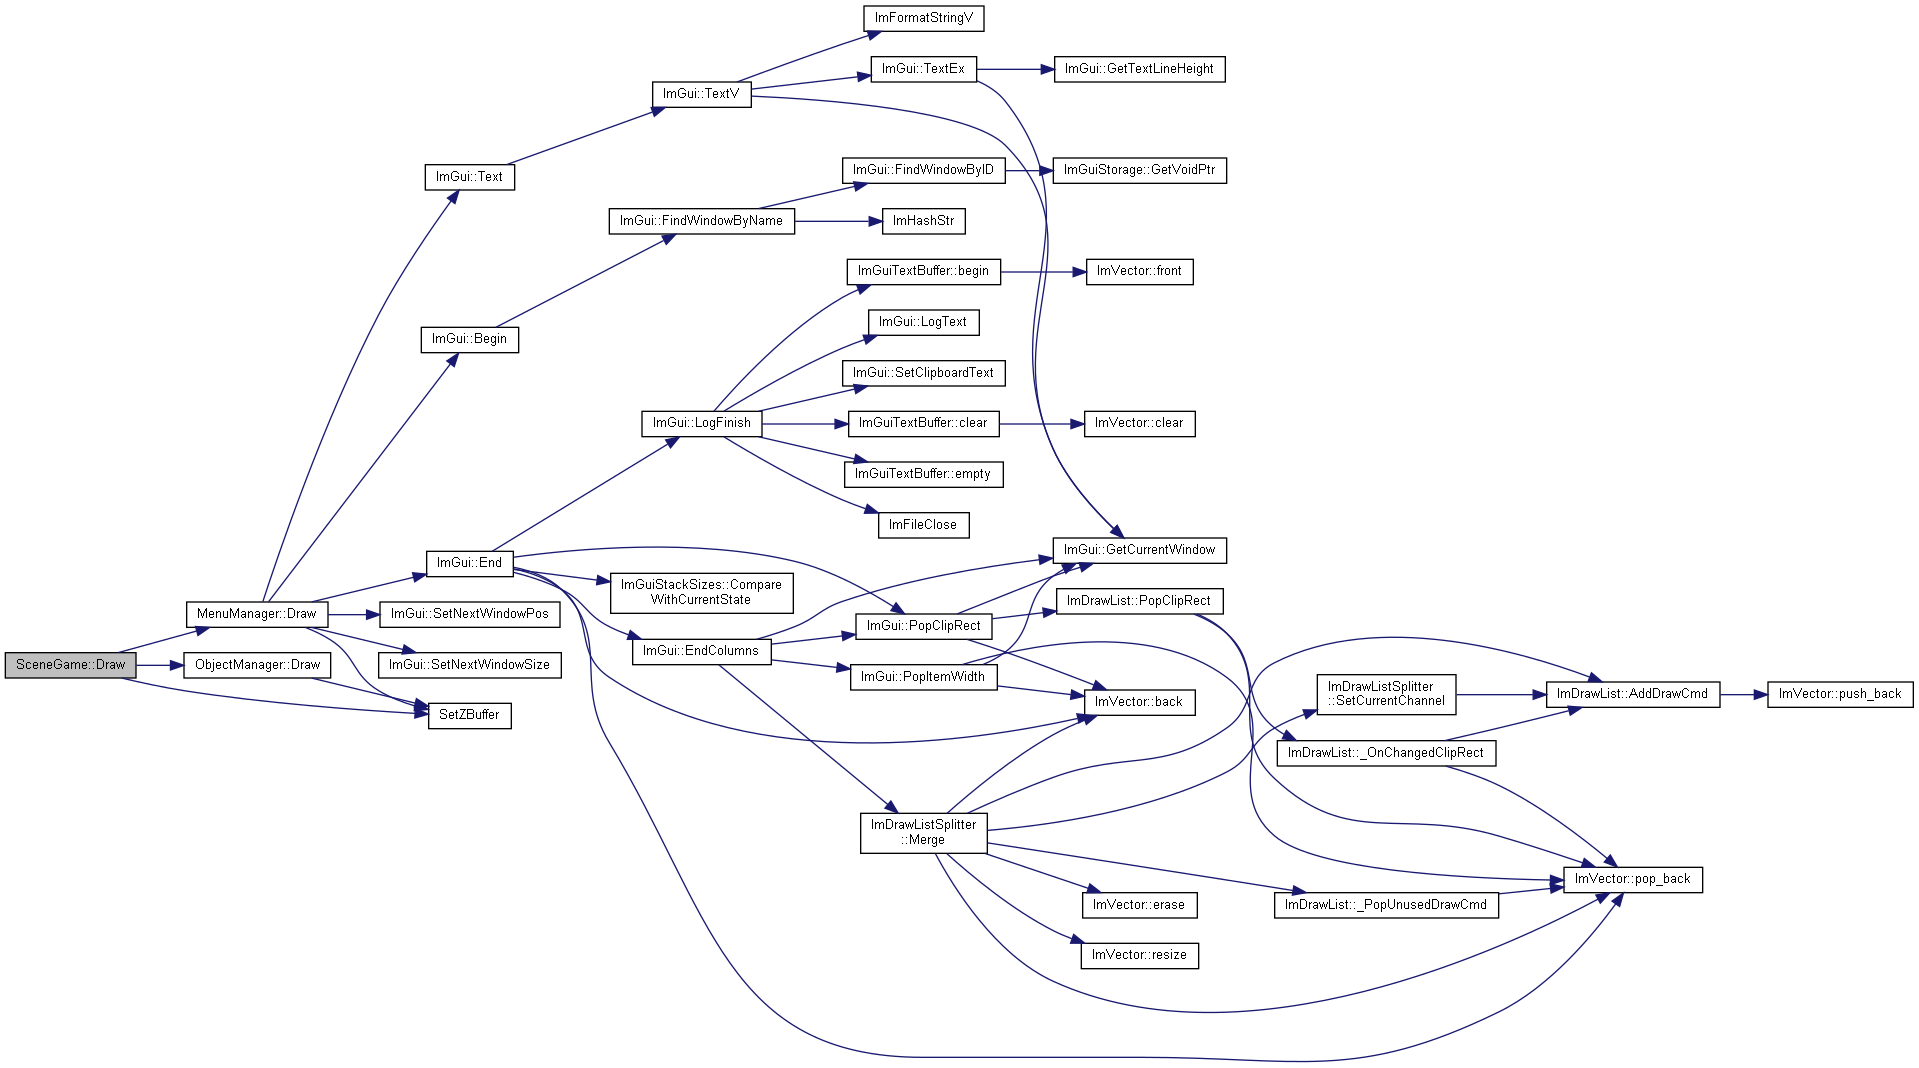 ImFormatStringV
ImGui::TextEx
ImGui::GetTextLineHeight
ImGui::TextV
ImGui::Text
ImGui::FindWindowByID
ImGuiStorage::GetVoidPtr
ImGui::FindWindowByName
ImHashStr
ImGuiTextBuffer::begin
ImVector::front
ImGui::LogText
ImGui::Begin
ImGui::SetClipboardText
ImGui::LogFinish
ImGuiTextBuffer::clear
ImVector::clear
ImGuiTextBuffer::empty
ImFileClose
ImGui::GetCurrentWindow
ImGui::End
ImGuiStackSizes::Compare
WithCurrentState
ImDrawList::PopClipRect
MenuManager::Draw
ImGui::SetNextWindowPos
ImGui::PopClipRect
ImGui::EndColumns
SceneGame::Draw
ObjectManager::Draw
ImGui::SetNextWindowSize
ImGui::PopItemWidth
ImDrawListSplitter
::SetCurrentChannel
ImDrawList::AddDrawCmd
ImVector::push_back
ImVector::back
SetZBuffer
ImDrawList::_OnChangedClipRect
ImDrawListSplitter
::Merge
ImVector::pop_back
ImVector::erase
ImDrawList::_PopUnusedDrawCmd
ImVector::resize